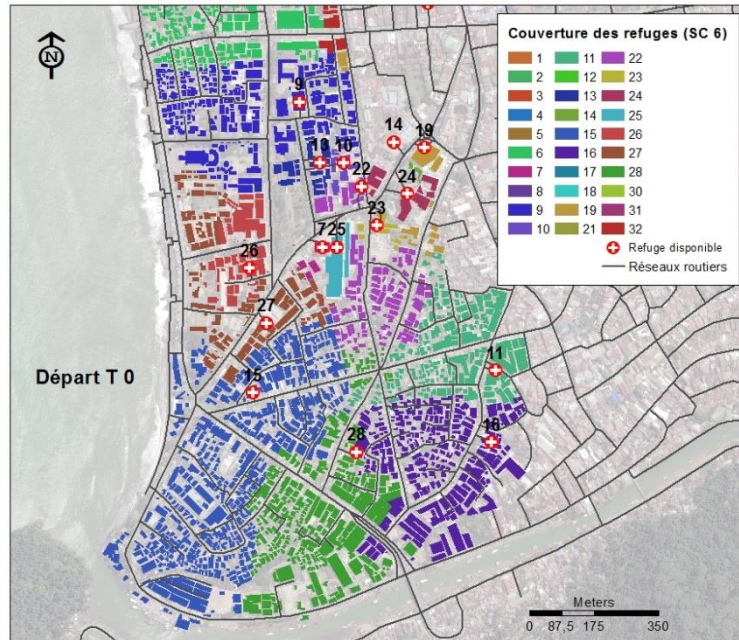 N
Couverture des refuges (SC 6)
1 11 22
2 12 23
3 13 24
4 14 25
5 15 26
6 16 27
7 17 28
8 18 30
9 19 31
10 21 32
Refuge disponible
Réseaux routiers
9
14
19
13 10
22
24
23
7 25
26
27
11
Départ T 0
15
28
16
Meters
0 87,5 175 350